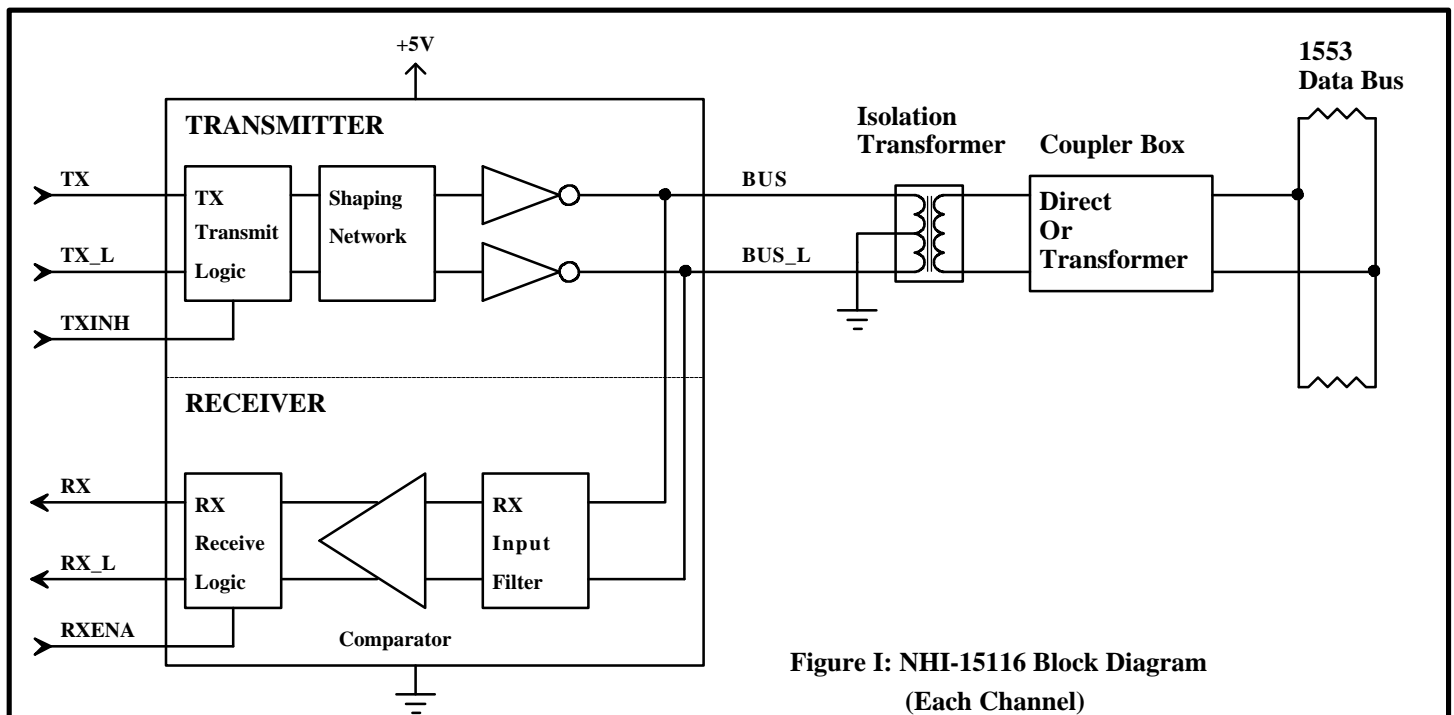 +5V
1553
Data Bus
TRANSMITTER
Isolation
Transformer
Coupler Box
TX
TX
Transmit
Logic
Shaping
Network
BUS
Direct
Or
Transformer
TX_L
BUS_L
TXINH
RECEIVER
RX
RX
Receive
Logic
RX
Input
Filter
RX_L
RXENA
Comparator
Figure I: NHI-15116 Block Diagram
(Each Channel)